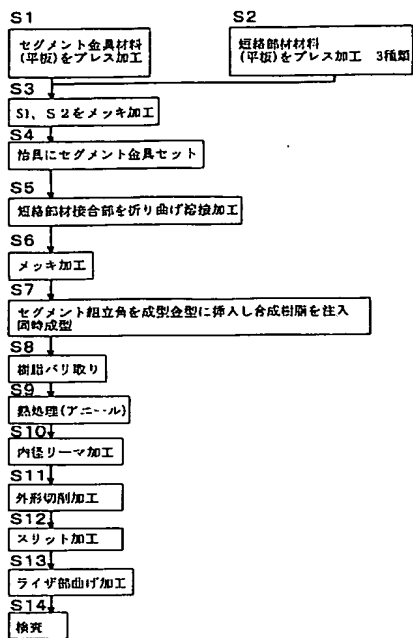 S1
セグメント金具材料
(平板)をプレス加工
S2
短絡部材材料
(平板)をプレス加工 3種類
S3
S1、S2をメッキ加工
S4
治具にセグメント金具セット
S5
短絡部材接合部を折り曲げ溶接加工
S6
メッキ加工
S7
セグメント組立角を成型金型に挿入し合成樹脂を注入
同時成型
S8
樹脂バリ取り
S9
熱処理(アニール)
S10
内径リーマ加工
S11
外形切削加工
S12
スリット加工
S13
ライザ部曲げ加工
S14
検査